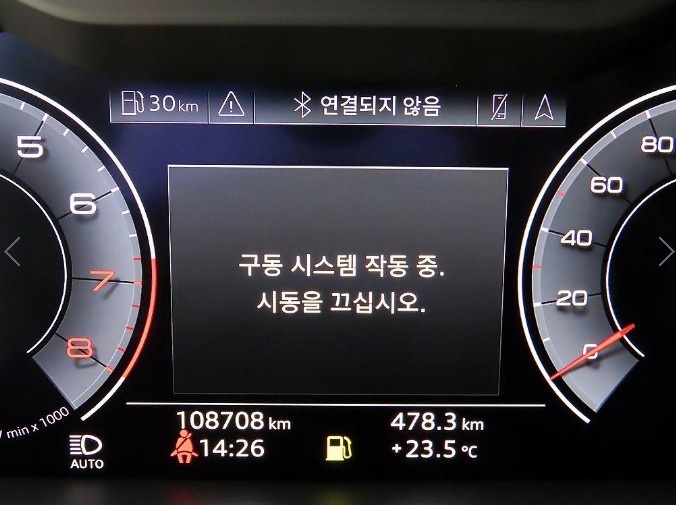 30 km
연결되지 않음
5
6
7
8
min x 1000
80
60
40
20
0
구동 시스템 작동 중.
시동을 끄십시오.
108708 km
478.3 km
14:26
+23.5 °C
AUTO